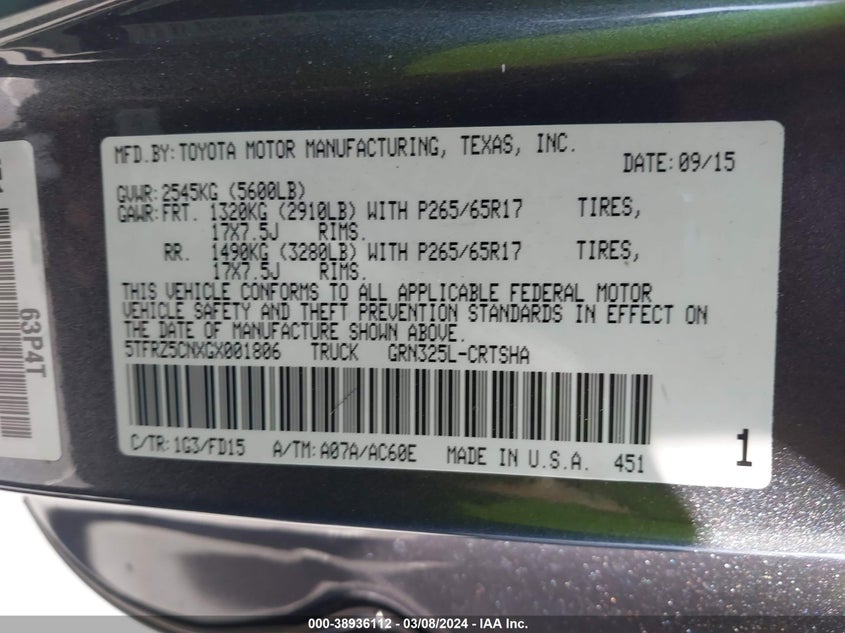 MFD.BY:TOYOTA MOTOR MANUFACTURING, TEXAS, INC.
DATE:09/15
GVWR:2545KG (5600LB)
GAWR:FRT. 1320KG (2910LB) WITH P265/65R17 TIRES,
17X7.5J RIMS.
RR. 1490KG (3280LB) WITH P265/65R17 TIRES,
17X7.5J RIMS.
THIS VEHICLE CONFORMS TO ALL APPLICABLE FEDERAL MOTOR
VEHICLE SAFETY AND THEFT PREVENTION STANDARDS IN EFFECT ON
THE DATE OF MANUFACTURE SHOWN ABOVE.
5TFRZ5CNXGX001806 TRUCK GRN325L-CRTSHA
C/TR:1G3/FD15 A/TM:A07A/AC60E MADE IN U.S.A. 451
1
63P4T
000-38936112 - 03/08/2024 - IAA Inc.